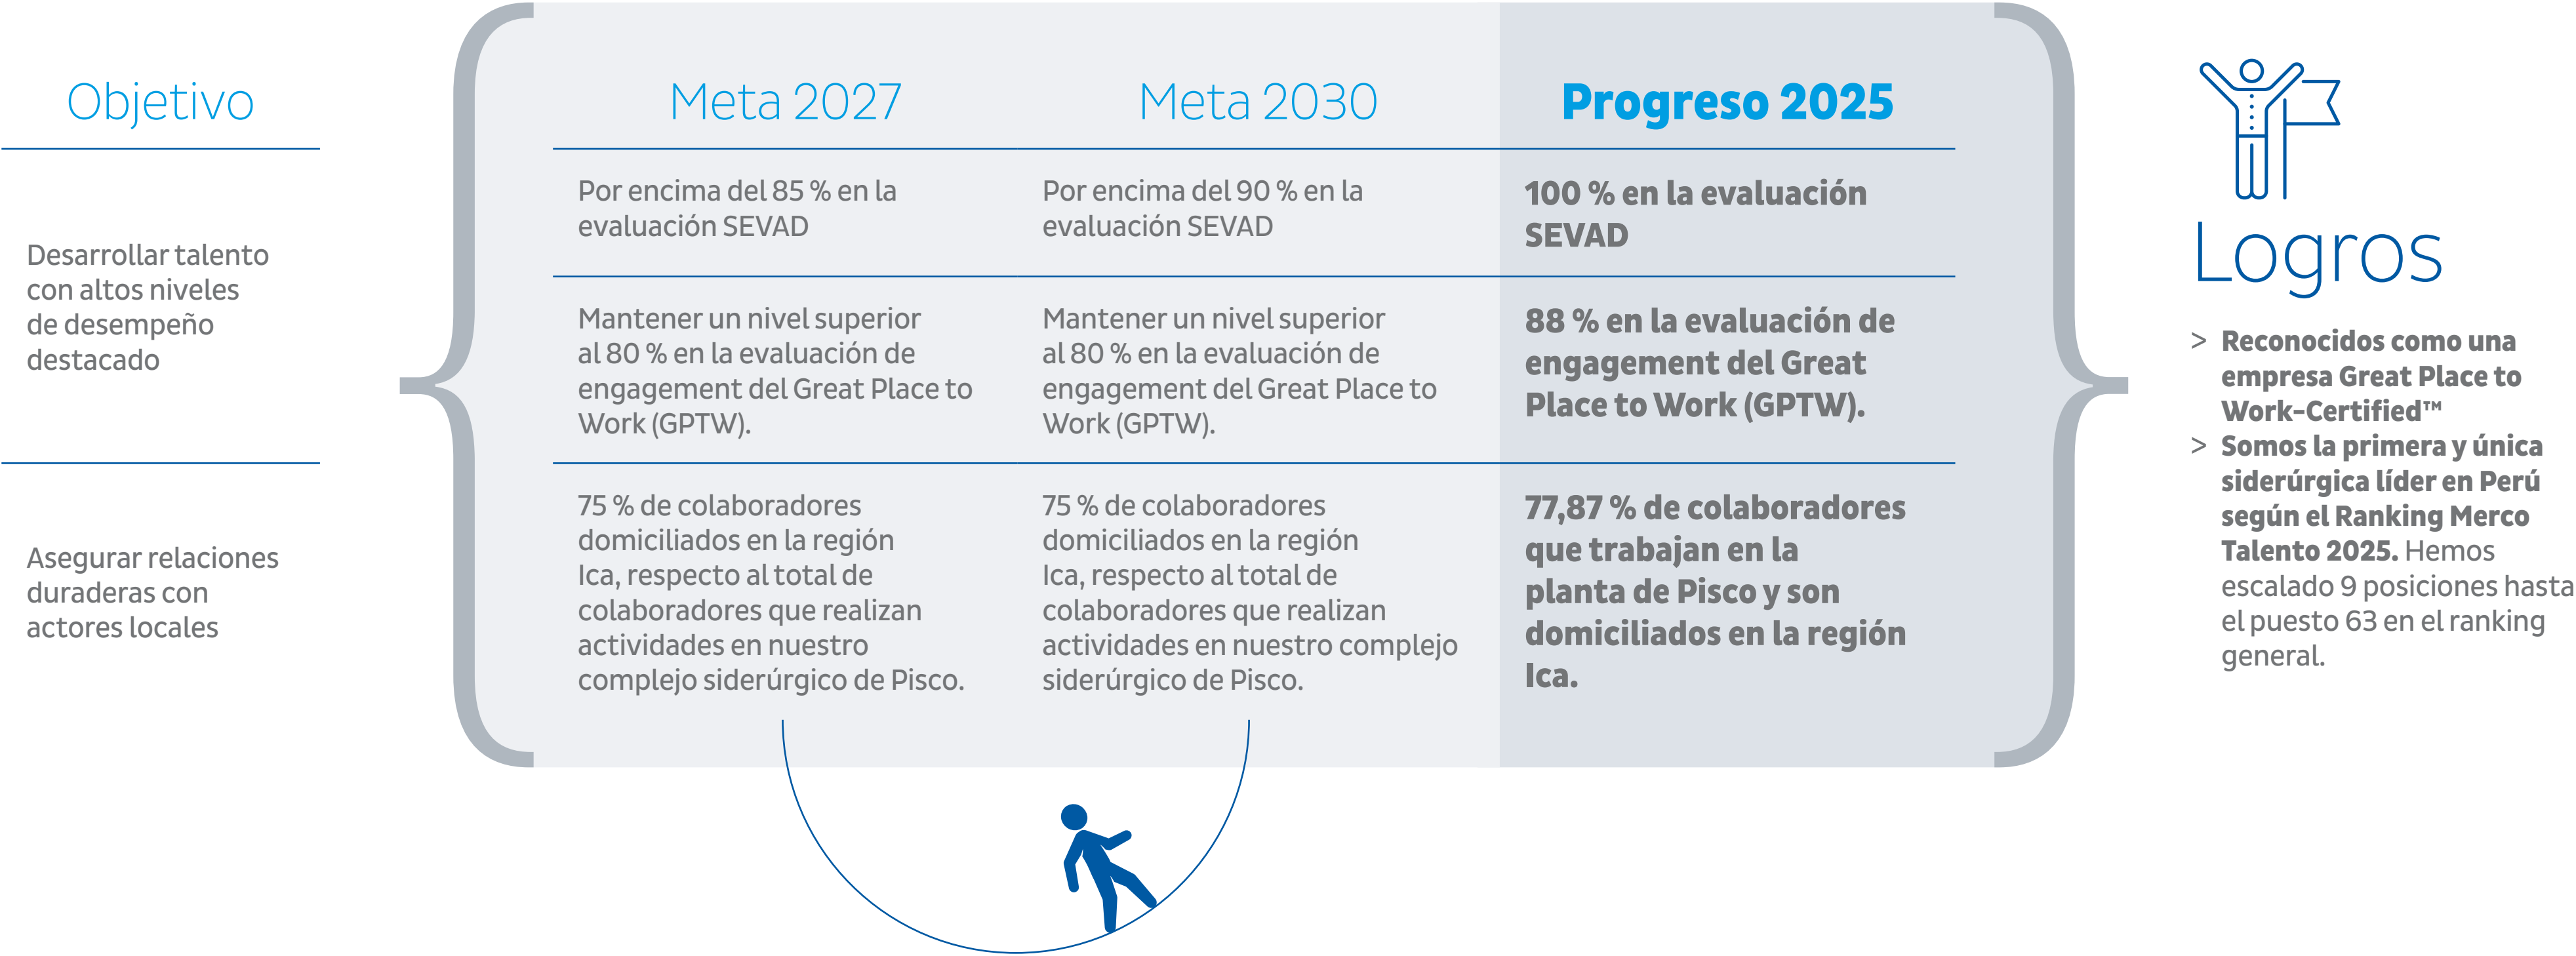 Objetivo
Meta 2027
Meta 2030
Progreso 2025
Desarrollar talento
con altos niveles
de desempeño
destacado
Por encima del 85 % en la
evaluación SEVAD
Por encima del 90 % en la
evaluación SEVAD
100 % en la evaluación
SEVAD
Mantener un nivel superior
al 80 % en la evaluación de
engagement del Great Place to
Work (GPTW).
Mantener un nivel superior
al 80 % en la evaluación de
engagement del Great Place to
Work (GPTW).
88 % en la evaluación de
engagement del Great
Place to Work (GPTW).
Asegurar relaciones
duraderas con
actores locales
75 % de colaboradores
domiciliados en la región
Ica, respecto al total de
colaboradores que realizan
actividades en nuestro
complejo siderúrgico de Pisco.
75 % de colaboradores
domiciliados en la región
Ica, respecto al total de
colaboradores que realizan
actividades en nuestro complejo
siderúrgico de Pisco.
77,87 % de colaboradores
que trabajan en la
planta de Pisco y son
domiciliados en la región
Ica.
Logros
> Reconocidos como una
empresa Great Place to
Work-Certified™
> Somos la primera y única
siderúrgica líder en Perú
según el Ranking Merco
Talento 2025. Hemos
escalado 9 posiciones hasta
el puesto 63 en el ranking
general.